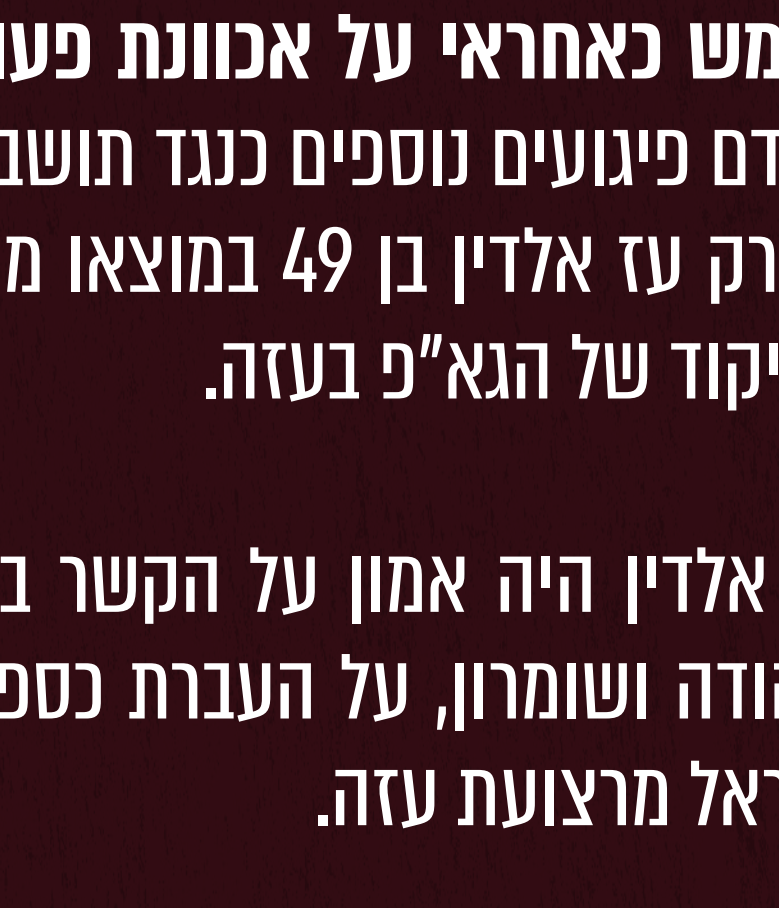 מש כאחראי על אכוונת פעו
דם פיגועים נוספים כנגד תושב
רק עז אלדין בן 49 במוצאו מ
יקוד של הגא"פ בעזה.
אלדין היה אמון על הקשר ב
הודה ושומרון, על העברת כספ
ראל מרצועת עזה.